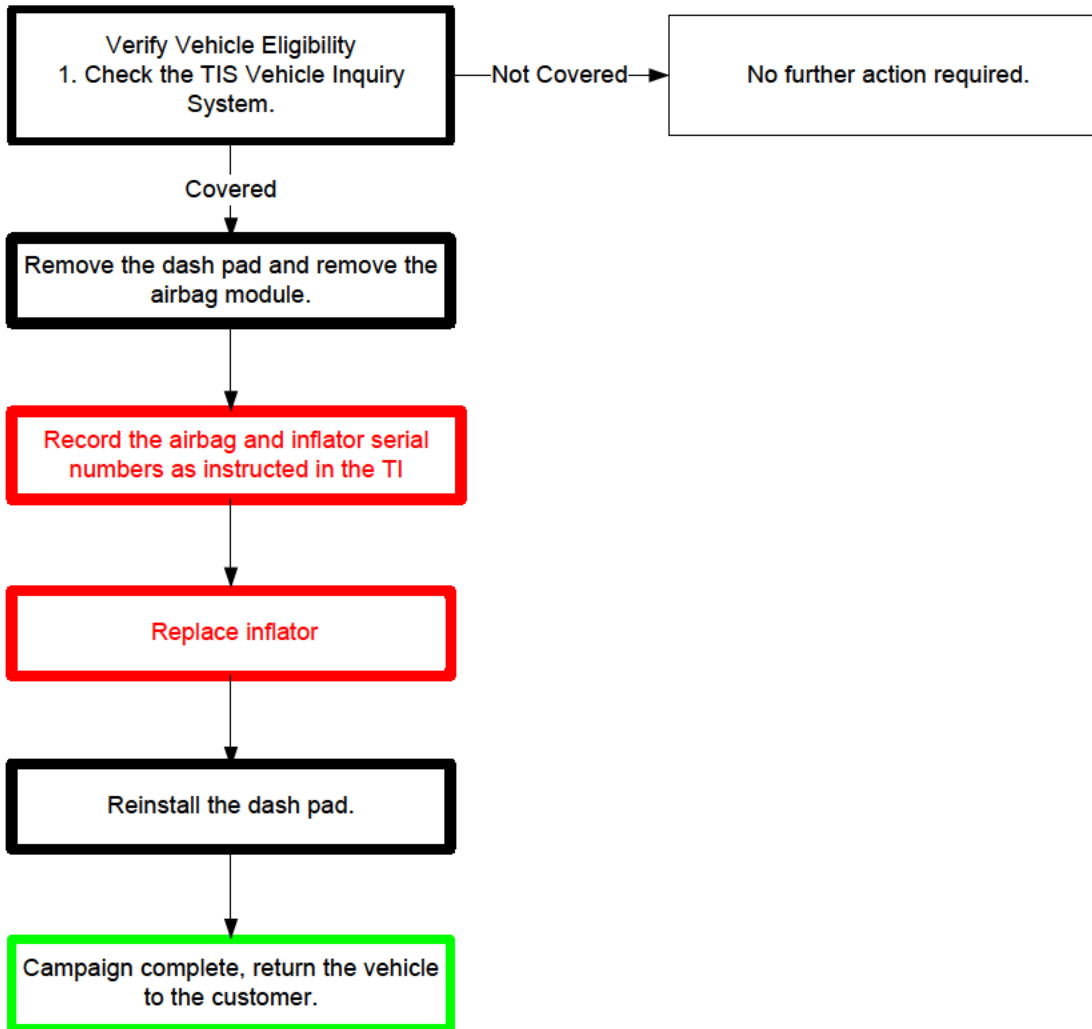 Verify Vehicle Eligibility
1. Check the TIS Vehicle Inquiry
System.
Not Covered
No further action required.
Covered
Remove the dash pad and remove the
airbag module.
Record the airbag and inflator serial
numbers as instructed in the TI
Replace inflator
Reinstall the dash pad.
Campaign complete, return the vehicle
to the customer.